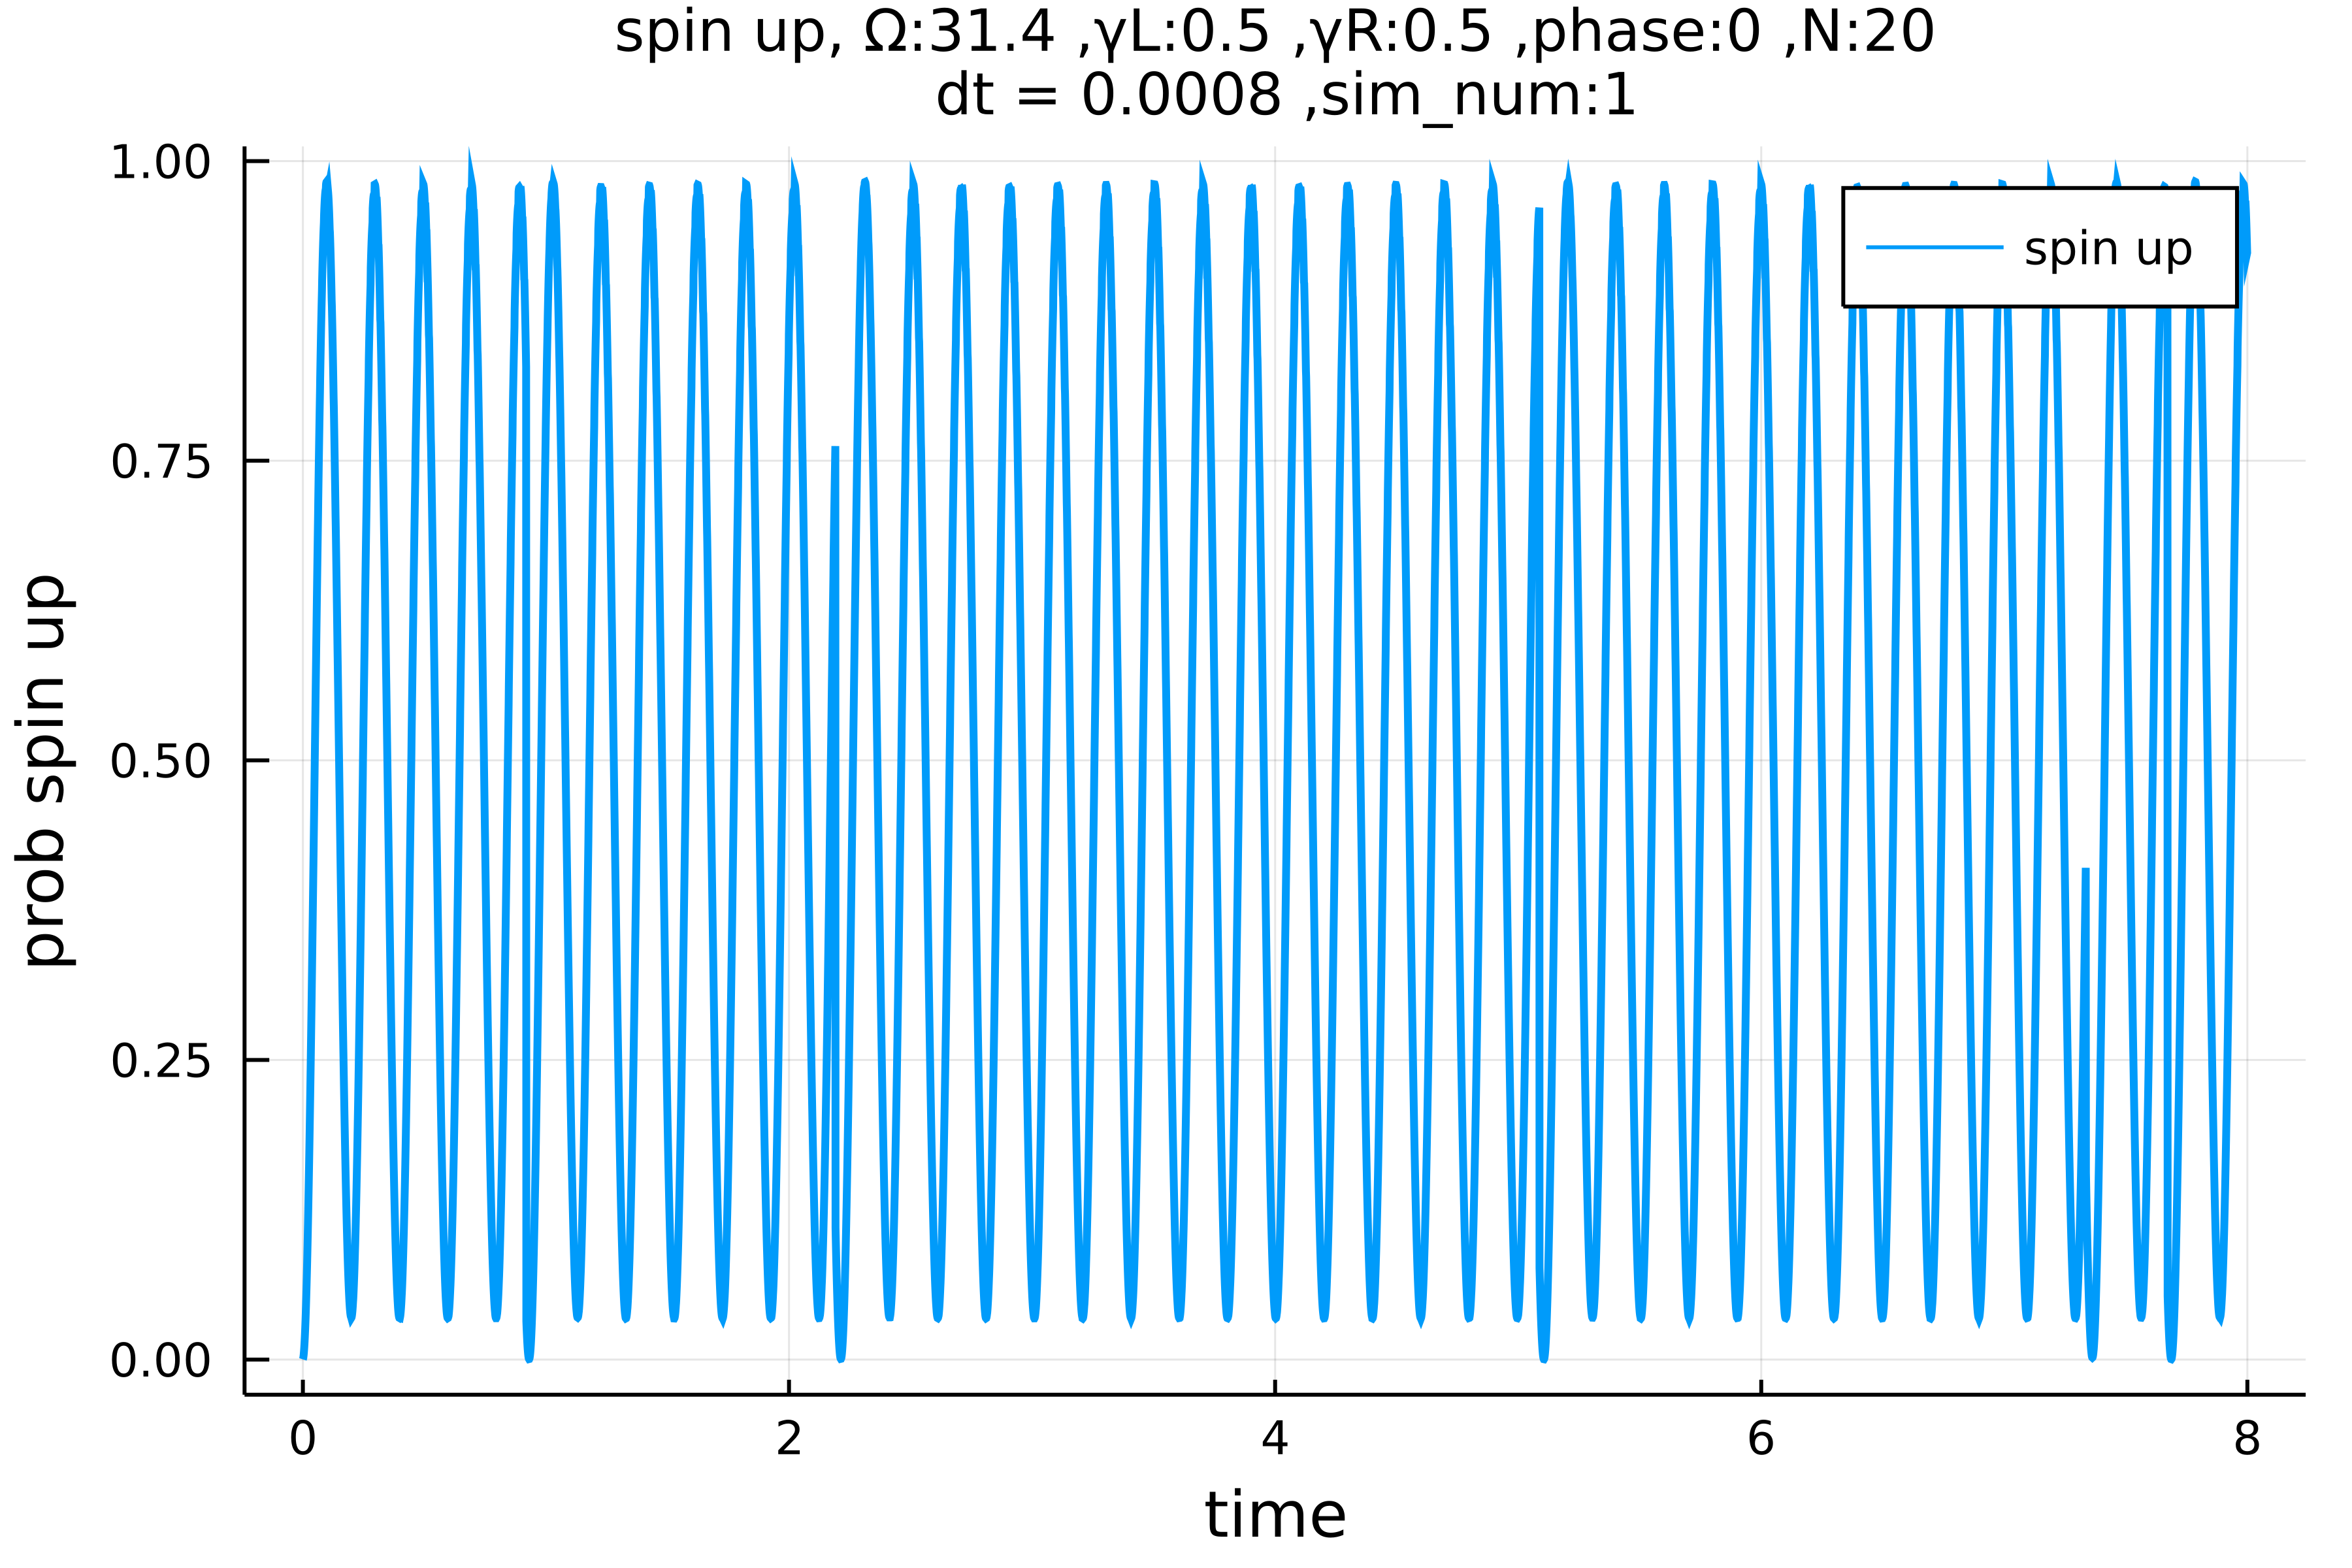 spin up, Ω:31.4 ,γL:0.5 ,γR:0.5 ,phase:0 ,N:20
dt = 0.0008 ,sim_num:1
prob spin up
1.00
0.75
0.50
0.25
0.00
spin up
0 2 4 6 8
time